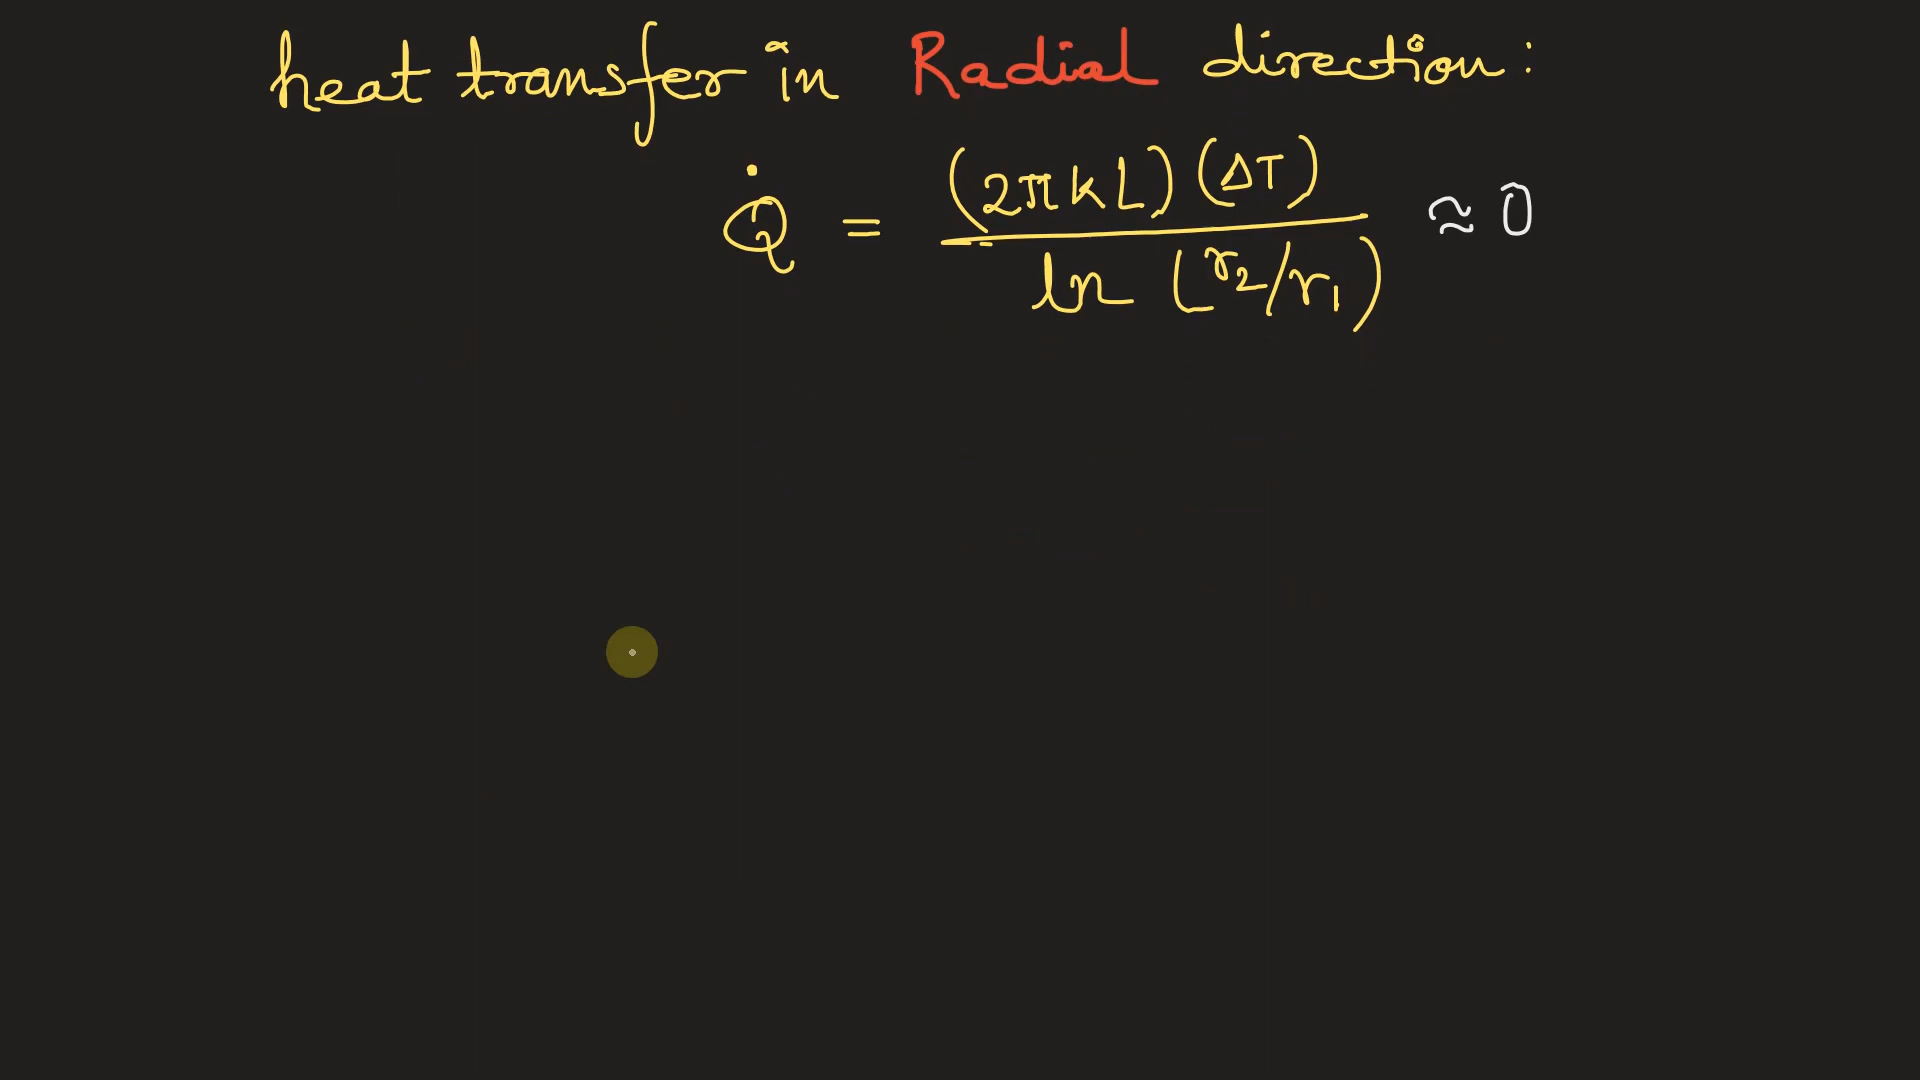 heat transfer in Radial direction:
Q̇ = (2πkL)(ΔT) / ln(r₂/r₁) ≈ 0